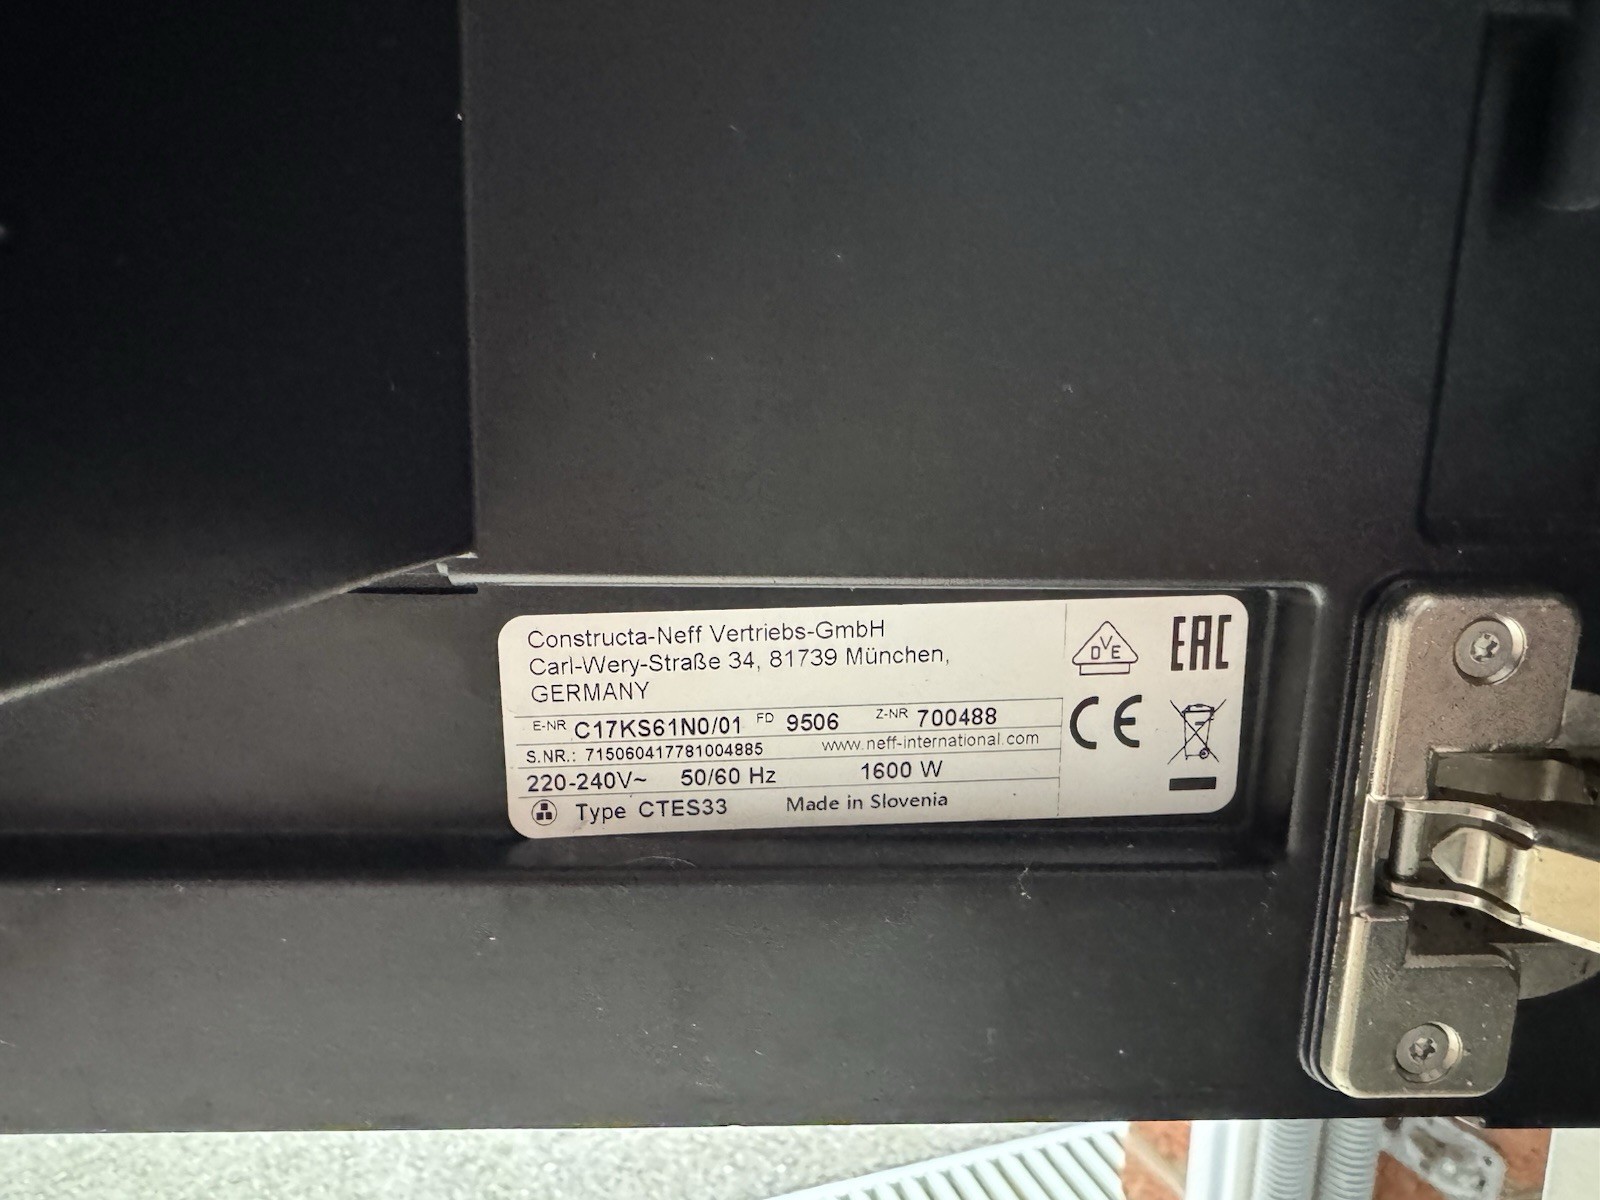 Constructa-Neff Vertriebs-GmbH
Carl-Wery-Straße 34, 81739 München,
GERMANY
E-NR C17KS61N0/01 FD 9506 Z-NR 700488
S.NR.: 715060417781004885 www.neff-international.com
220-240V~ 50/60 Hz 1600 W
Type CTES33 Made in Slovenia
DVE
EAC
CE